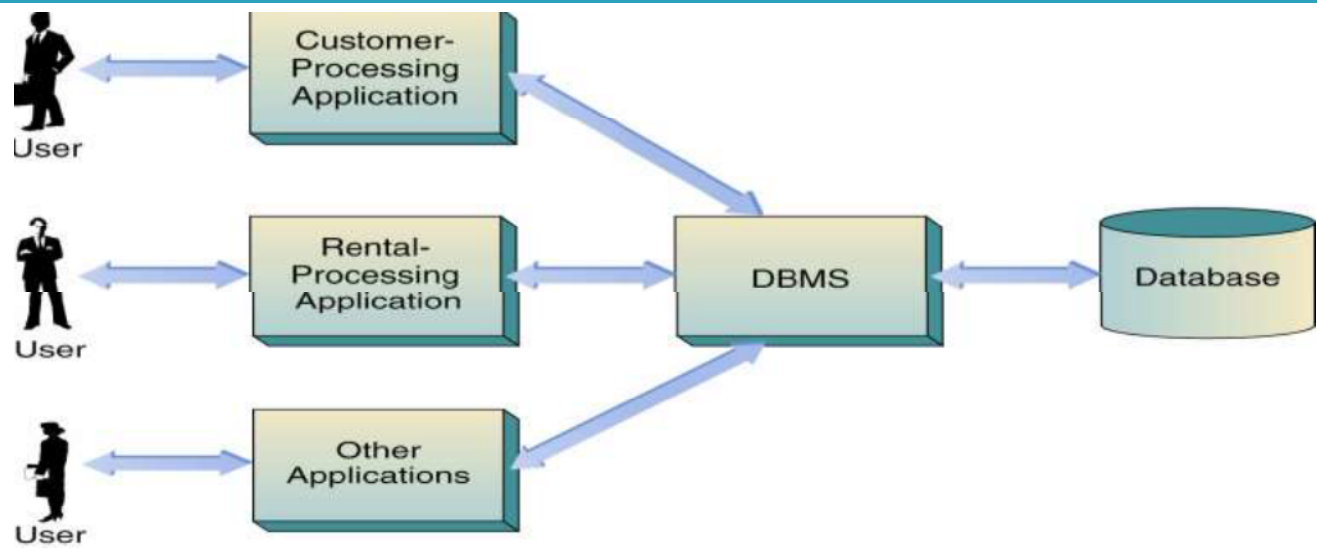 Customer-
Processing
Application
User
Rental-
Processing
Application
DBMS
Database
User
Other
Applications
User